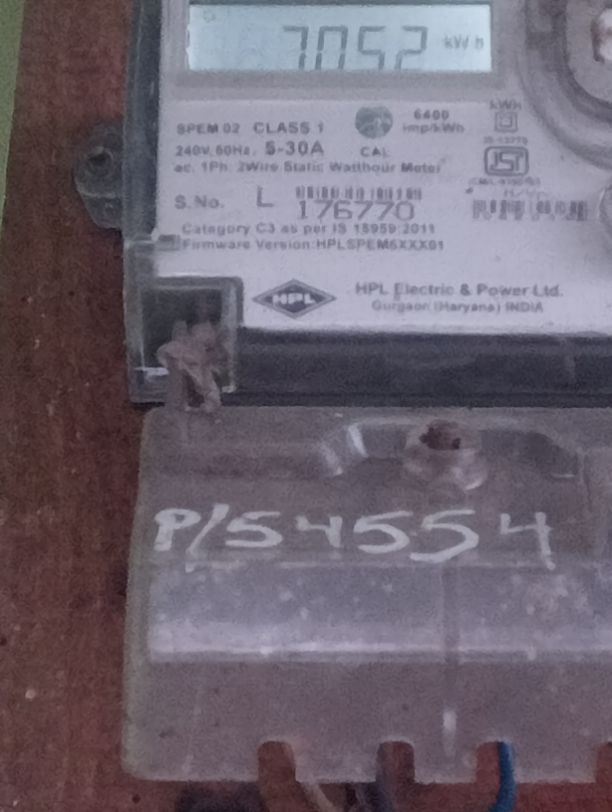 7052 kWh
SPEM 02 CLASS 1 6400 imp/kWh kWH
240V, 50Hz, 5-30A CAL
ac. 1Ph. 2Wire Static Watthour Meter
S.No. L 176770
Category C3 as per IS 15959:2011
Firmware Version:HPLSPEM6XXX01
HPL HPL Electric & Power Ltd.
Gurgaon (Haryana) INDIA
P/54554